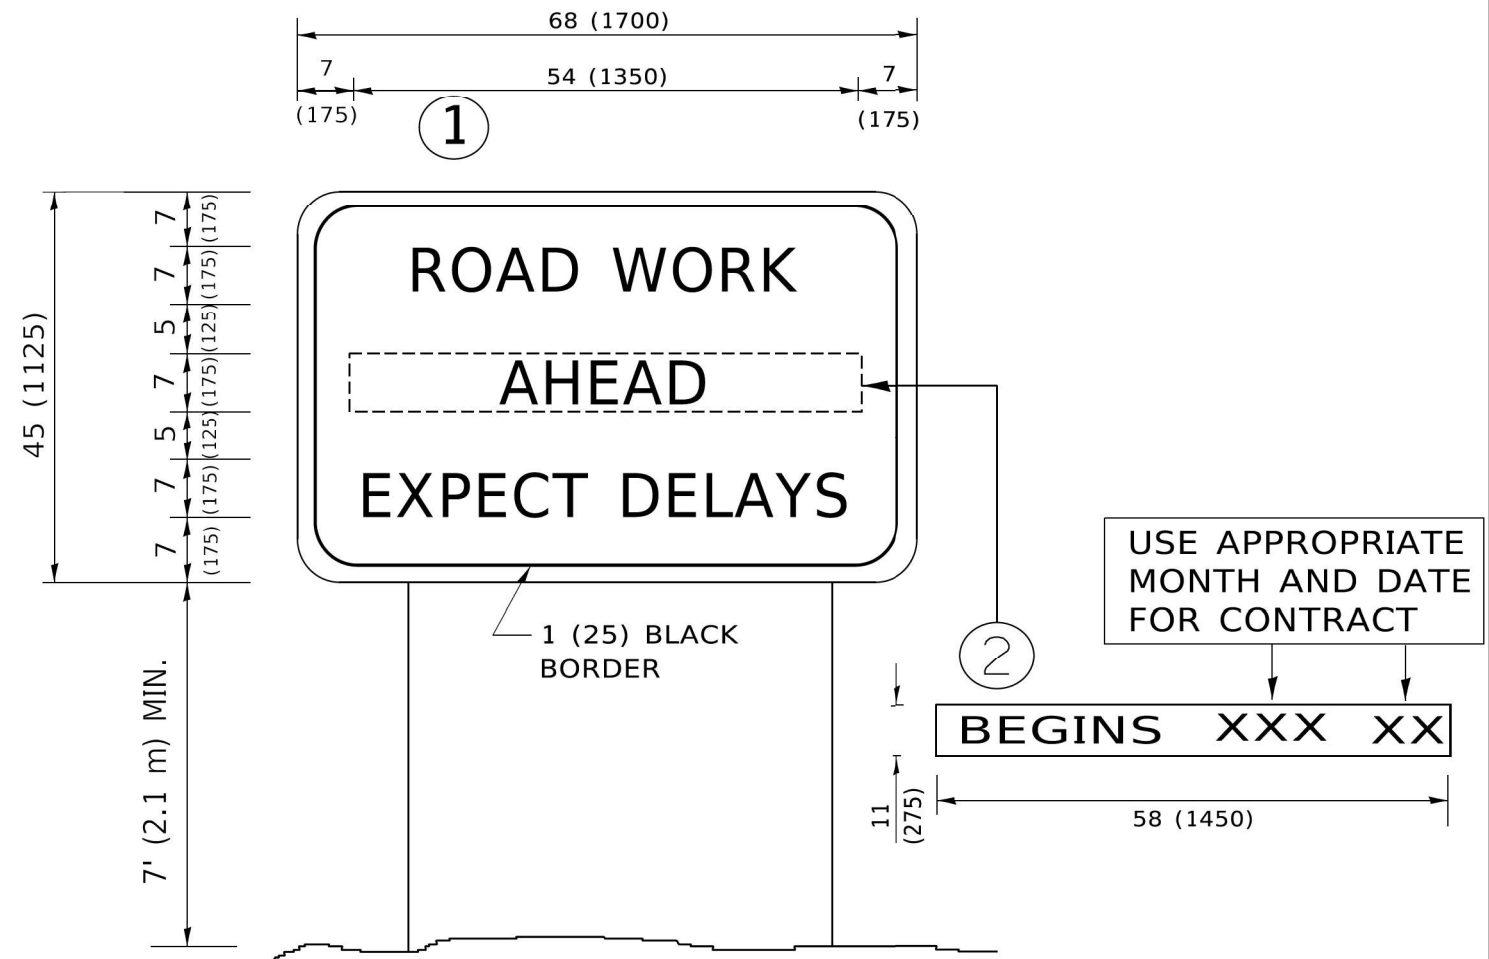 68 (1700)
7
54 (1350)
7
(175)
(175)
1
7
(175)
7
(175)
5
(125)
7
(175)
5
(125)
7
(175)
7
(175)
45 (1125)
ROAD WORK
AHEAD
EXPECT DELAYS
1 (25) BLACK
BORDER
7' (2.1 m) MIN.
2
USE APPROPRIATE
MONTH AND DATE
FOR CONTRACT
BEGINS XXX XX
11
(275)
58 (1450)